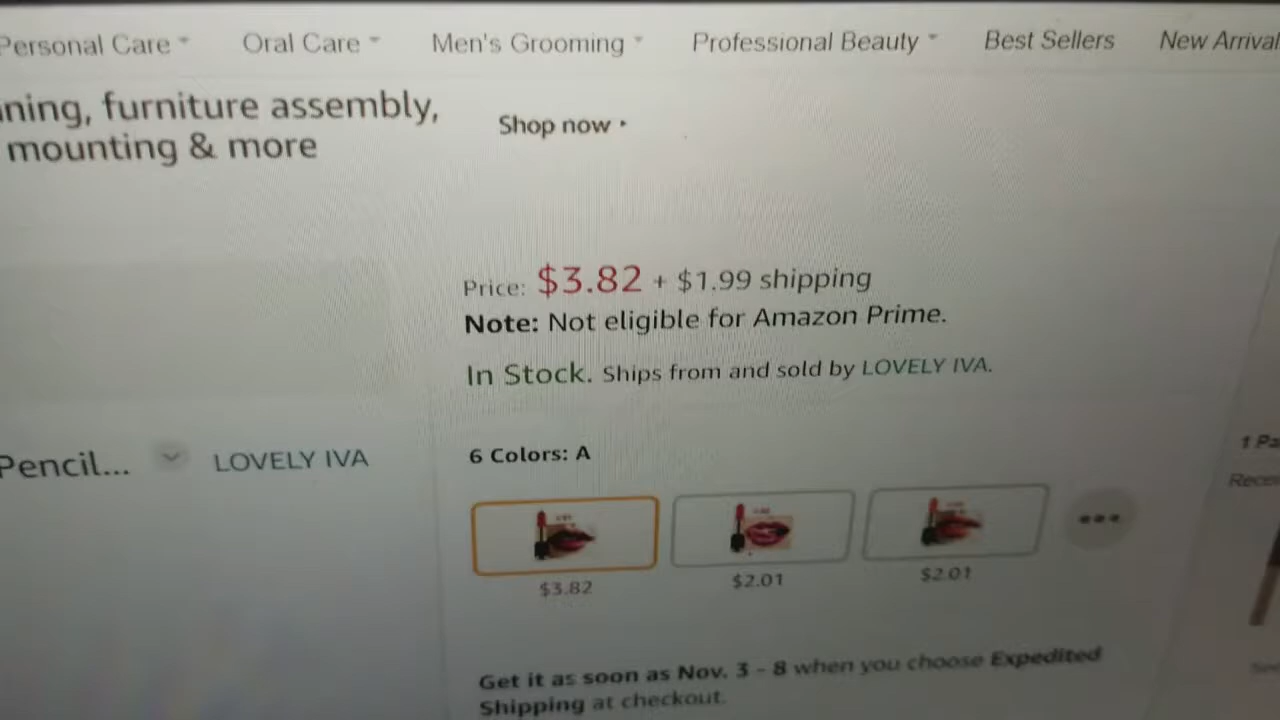 Personal Care
Oral Care
Men's Grooming
Professional Beauty
Best Sellers
New Arrival
ning, furniture assembly,
mounting & more
Shop now
Price: $3.82 + $1.99 shipping
Note: Not eligible for Amazon Prime.
In Stock. Ships from and sold by LOVELY IVA.
Pencil...
LOVELY IVA
6 Colors: A
$3.82
$2.01
$2.01
1 Pa
Get it as soon as Nov. 3 - 8 when you choose Expedited
Shipping at checkout.